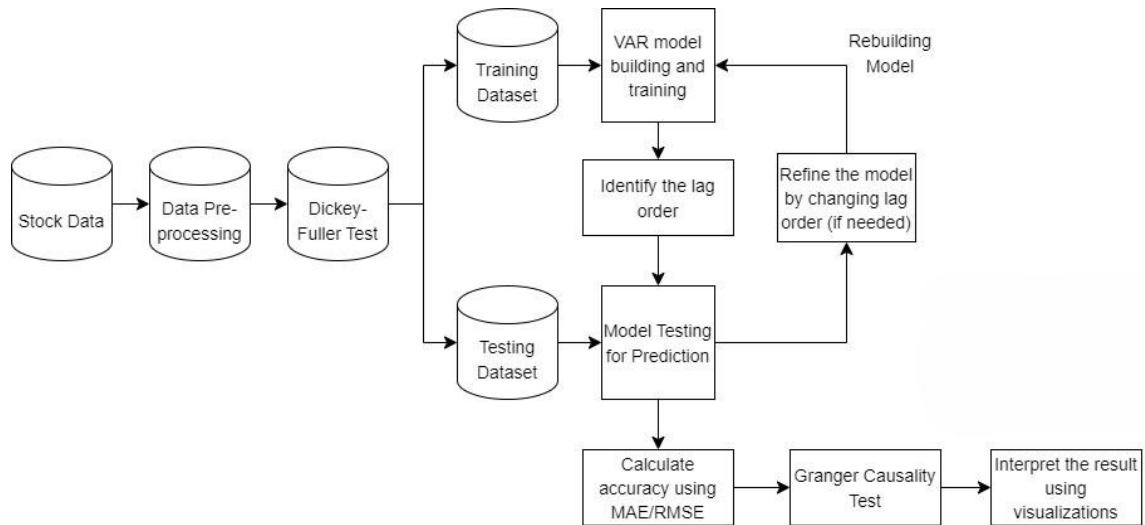 Stock Data
Data Pre-
processing
Dickey-
Fuller Test
Training
Dataset
Testing
Dataset
VAR model
building and
training
Identify the lag
order
Model Testing
for Prediction
Rebuilding
Model
Refine the model
by changing lag
order (if needed)
Calculate
accuracy using
MAE/RMSE
Granger Causality
Test
Interpret the result
using
visualizations